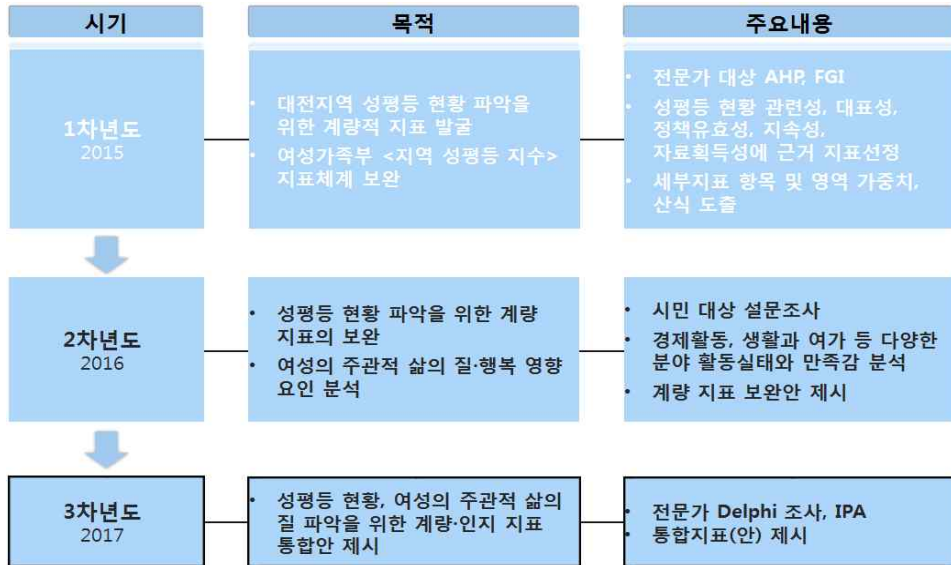 시기
목적
주요내용
1차년도
2015
• 대전지역 성평등 현황 파악을
위한 계량적 지표 발굴
• 여성가족부 <지역 성평등 지수>
지표체계 보완
• 전문가 대상 AHP, FGI
• 성평등 현황 관련성, 대표성,
정책유효성, 지속성,
자료획득성에 근거 지표선정
• 세부지표 항목 및 영역 가중치,
산식 도출
2차년도
2016
• 성평등 현황 파악을 위한 계량
지표의 보완
• 여성의 주관적 삶의 질·행복 영향
요인 분석
• 시민 대상 설문조사
• 경제활동, 생활과 여가 등 다양한
분야 활동실태와 만족감 분석
• 계량 지표 보완안 제시
3차년도
2017
• 성평등 현황, 여성의 주관적 삶의
질 파악을 위한 계량·인지 지표
통합안 제시
• 전문가 Delphi 조사, IPA
• 통합지표(안) 제시